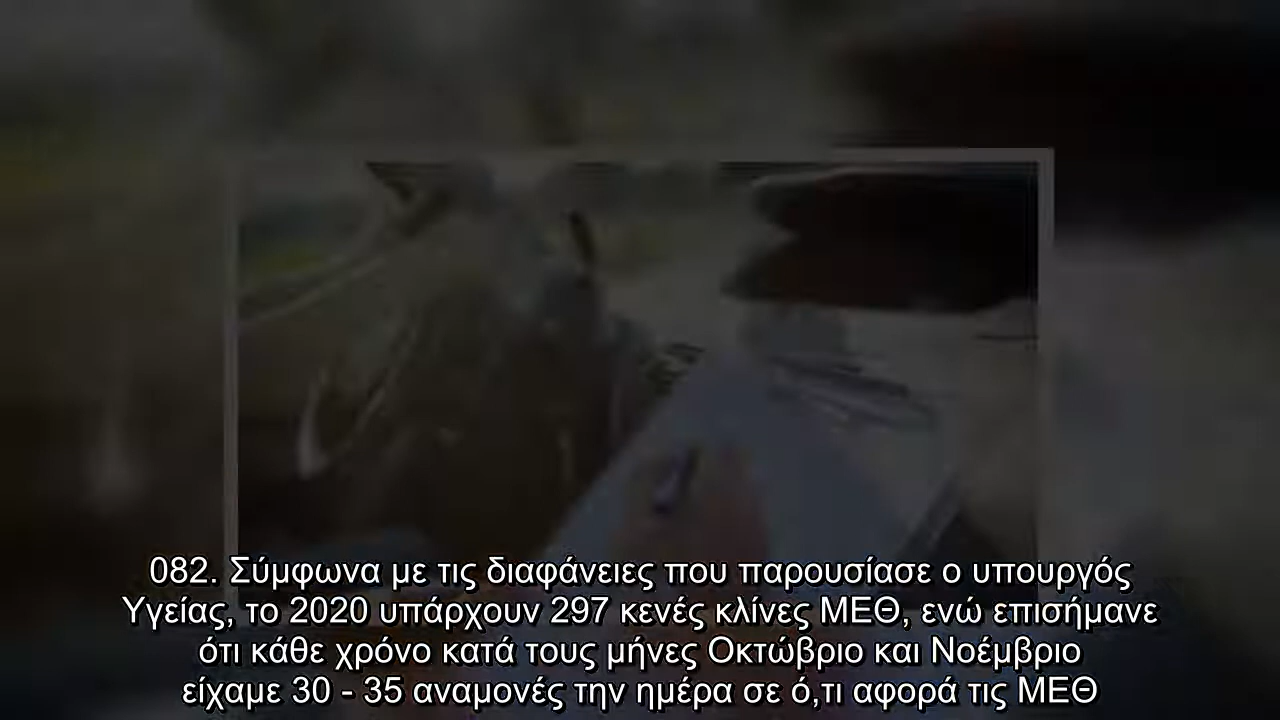 082. Σύμφωνα με τις διαφάνειες που παρουσίασε ο υπουργός
Υγείας, το 2020 υπάρχουν 297 κενές κλίνες ΜΕΘ, ενώ επισήμανε
ότι κάθε χρόνο κατά τους μήνες Οκτώβριο και Νοέμβριο
είχαμε 30 - 35 αναμονές την ημέρα σε ό,τι αφορά τις ΜΕΘ